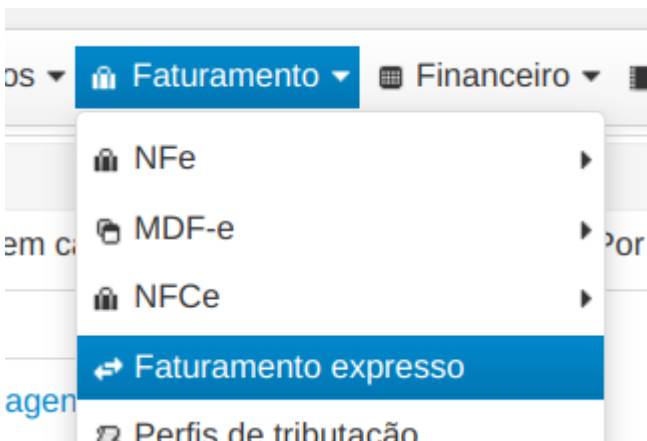 os Faturamento Financeiro
NFe
MDF-e
em ca Por
NFCe
Faturamento expresso
agen
Perfis de tributação